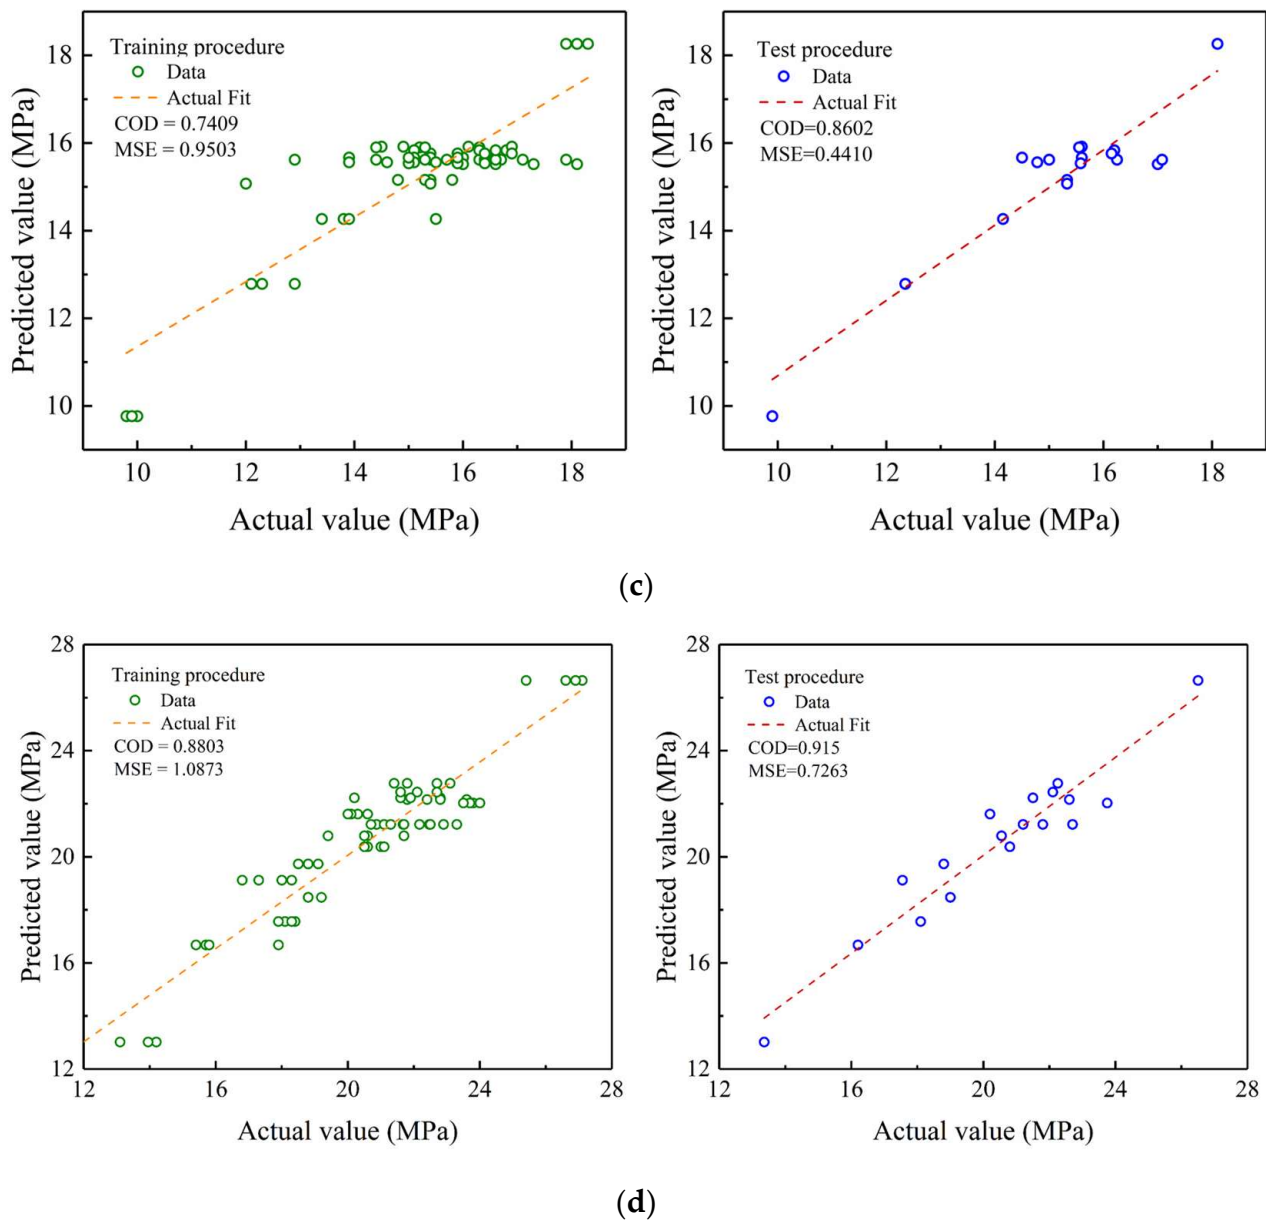 Training procedure
Data
Actual Fit
COD = 0.7409
MSE = 0.9503
18
16
14
12
10
Predicted value (MPa)
10 12 14 16 18
Actual value (MPa)
Test procedure
Data
Actual Fit
COD=0.8602
MSE=0.4410
18
16
14
12
10
Predicted value (MPa)
10 12 14 16 18
Actual value (MPa)
(c)
Training procedure
Data
Actual Fit
COD = 0.8803
MSE = 1.0873
28
24
20
16
12
Predicted value (MPa)
12 16 20 24 28
Actual value (MPa)
Test procedure
Data
Actual Fit
COD=0.915
MSE=0.7263
28
24
20
16
12
Predicted value (MPa)
12 16 20 24 28
Actual value (MPa)
(d)